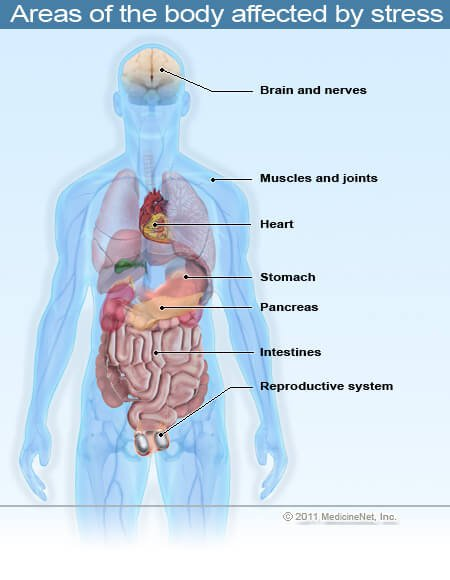 Areas of the body affected by stress
Brain and nerves
Muscles and joints
Heart
Stomach
Pancreas
Intestines
Reproductive system
© 2011 MedicineNet, Inc.